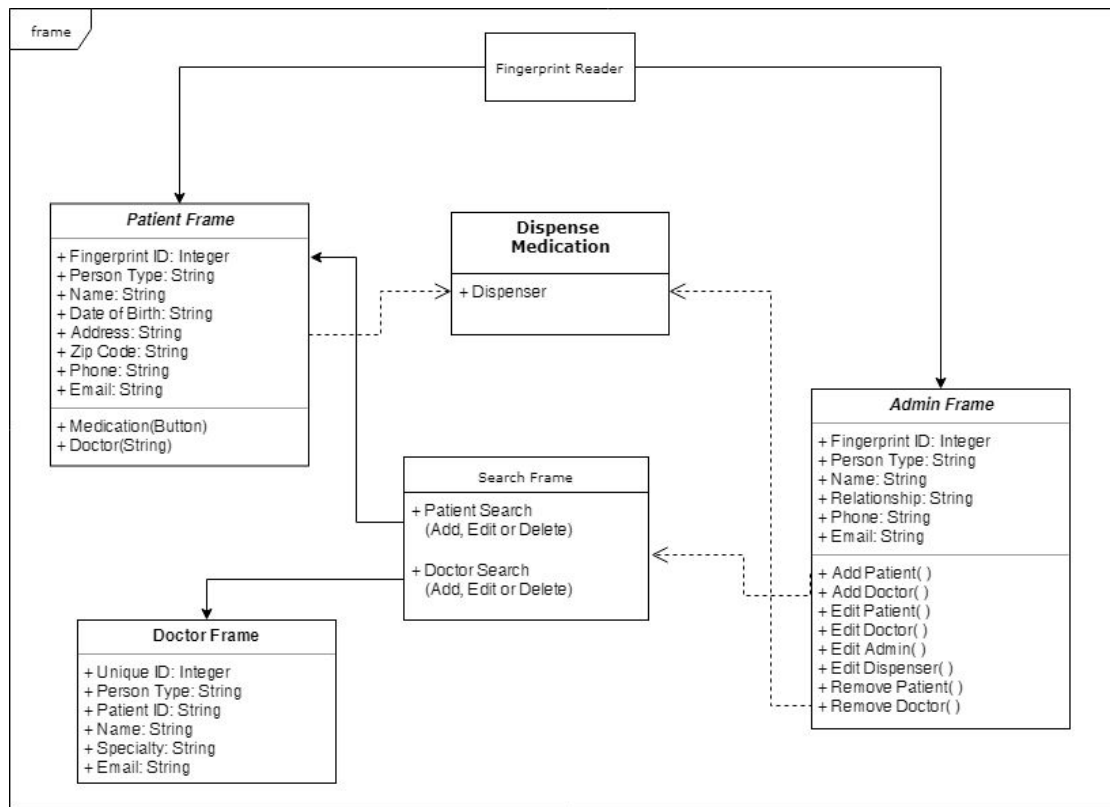 frame
Fingerprint Reader
Patient Frame
+ Fingerprint ID: Integer
+ Person Type: String
+ Name: String
+ Date of Birth: String
+ Address: String
+ Zip Code: String
+ Phone: String
+ Email: String
+ Medication(Button)
+ Doctor(String)
Dispense
Medication
+ Dispenser
Search Frame
+ Patient Search
(Add, Edit or Delete)
+ Doctor Search
(Add, Edit or Delete)
Admin Frame
+ Fingerprint ID: Integer
+ Person Type: String
+ Name: String
+ Relationship: String
+ Phone: String
+ Email: String
+ Add Patient( )
+ Add Doctor( )
+ Edit Patient( )
+ Edit Doctor( )
+ Edit Admin( )
+ Edit Dispenser( )
+ Remove Patient( )
+ Remove Doctor( )
Doctor Frame
+ Unique ID: Integer
+ Person Type: String
+ Patient ID: String
+ Name: String
+ Specialty: String
+ Email: String